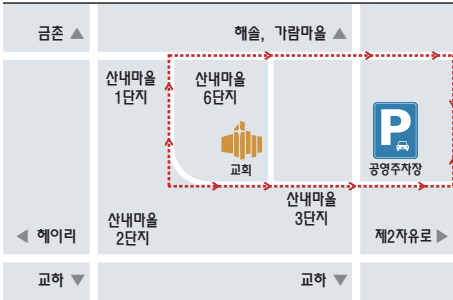 금촌 ▲
해솔, 가람마을 ▲
산내마을
1단지
산내마을
6단지
P
교회
공영주차장
산내마을
3단지
산내마을
2단지
◀ 헤이리
제2자유로 ▶
교하 ▼
교하 ▼